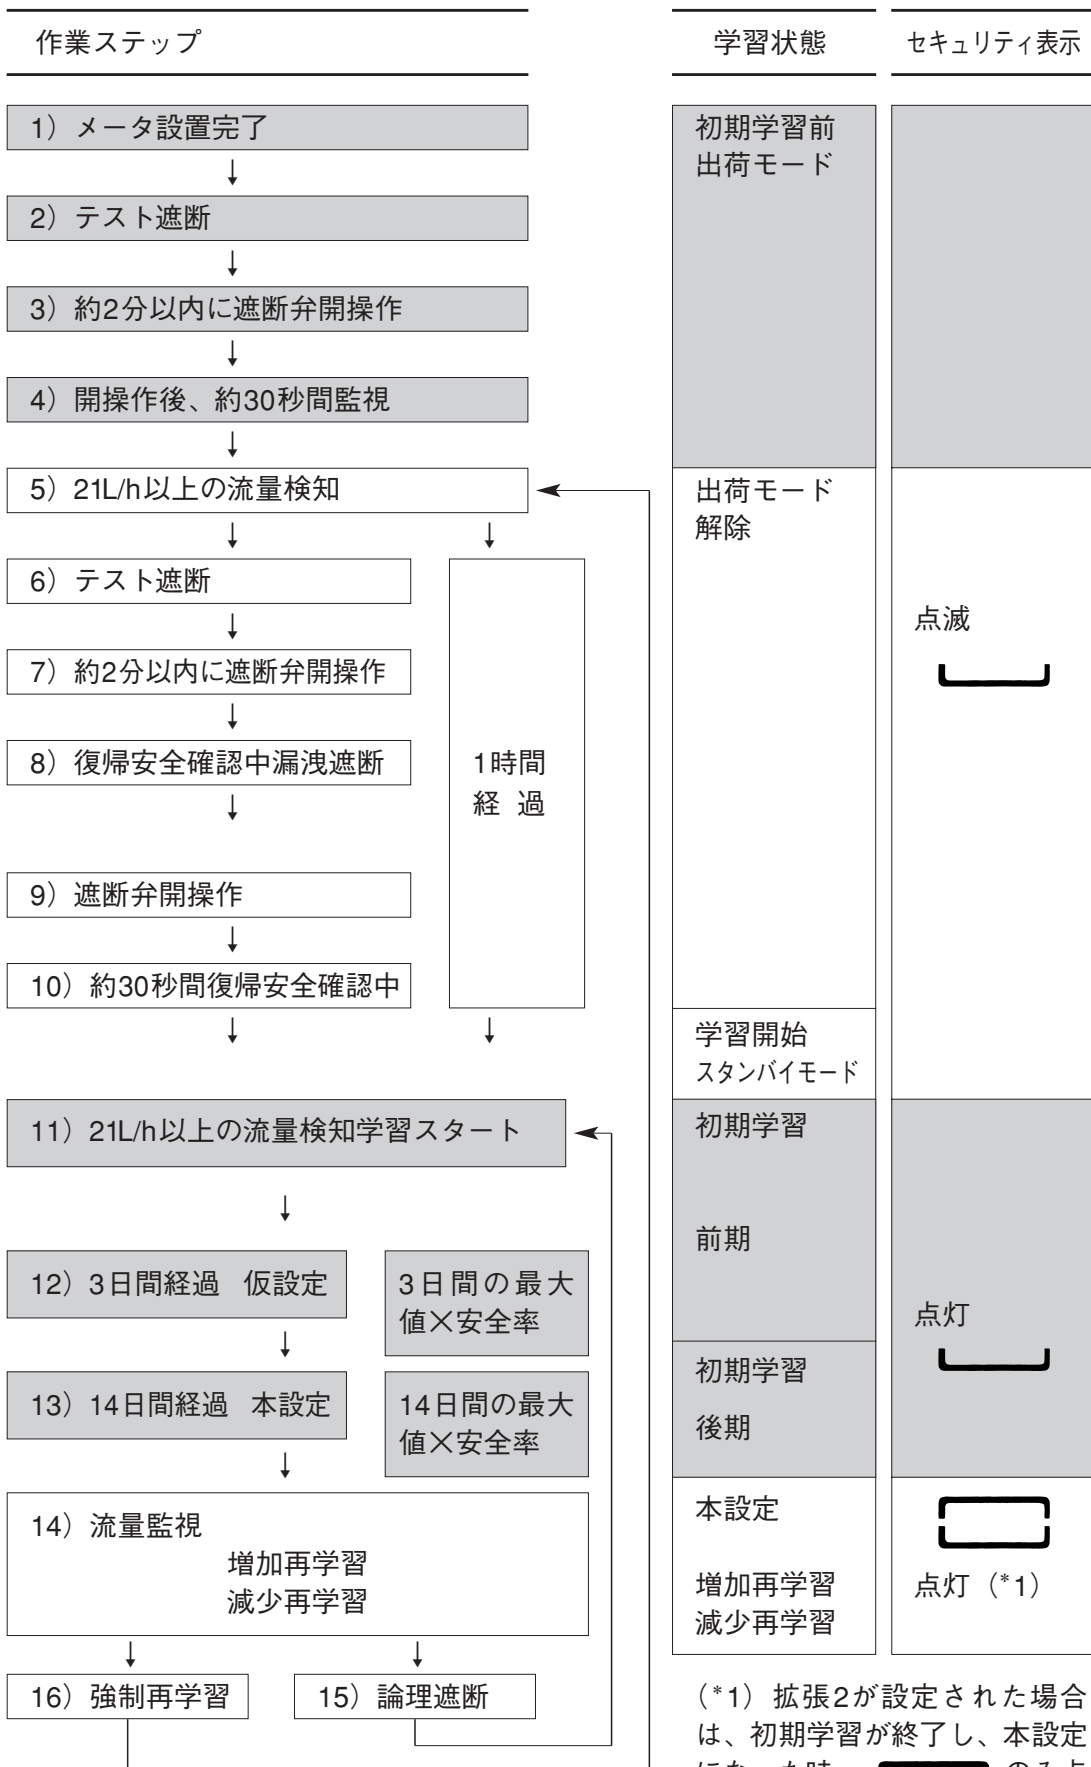 作業ステップ
1）メータ設置完了
2）テスト遮断
3）約2分以内に遮断弁開操作
4）開操作後、約30秒間監視
5）21L/h以上の流量検知
6）テスト遮断
7）約2分以内に遮断弁開操作
8）復帰安全確認中漏洩遮断
9）遮断弁開操作
10）約30秒間復帰安全確認中
1時間
経 過
11）21L/h以上の流量検知学習スタート
12）3日間経過 仮設定
3日間の最大
値×安全率
13）14日間経過 本設定
14日間の最大
値×安全率
14）流量監視
増加再学習
減少再学習
16）強制再学習
15）論理遮断
学習状態
初期学習前
出荷モード
出荷モード
解除
学習開始
スタンバイモード
初期学習
前期
初期学習
後期
本設定
増加再学習
減少再学習
セキュリティ表示
点滅
点灯
点灯（*1）
（*1）拡張2が設定された場合
は、初期学習が終了し、本設定